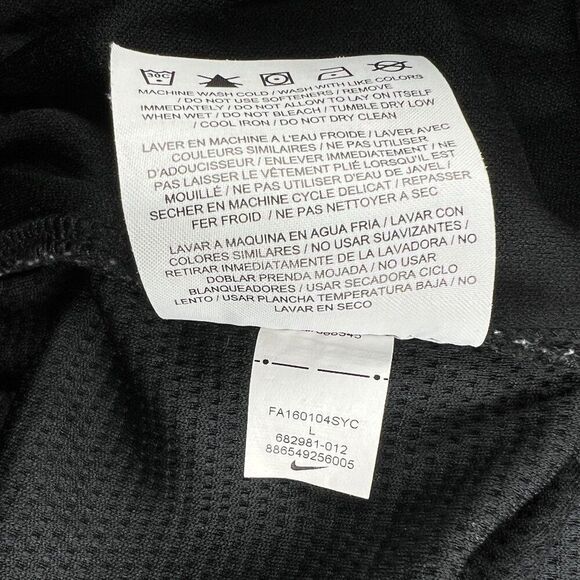 30C
MACHINE WASH COLD / WASH WITH LIKE COLORS
/ DO NOT USE SOFTENERS / REMOVE
IMMEDIATELY / DO NOT ALLOW TO LAY ON ITSELF
WHEN WET / DO NOT BLEACH / TUMBLE DRY LOW
/ COOL IRON / DO NOT DRY CLEAN
LAVER EN MACHINE A L'EAU FROIDE / LAVER AVEC
COULEURS SIMILAIRES / NE PAS UTILISER
D'ADOUCISSEUR / ENLEVER IMMEDIATEMENT / NE
PAS LAISSER LE VÊTEMENT PLIÉ LORSQU'IL EST
MOUILLÉ / NE PAS UTILISER D'EAU DE JAVEL /
SECHER EN MACHINE CYCLE DELICAT / REPASSER
FER FROID / NE PAS NETTOYER A SEC
LAVAR A MAQUINA EN AGUA FRIA / LAVAR CON
COLORES SIMILARES / NO USAR SUAVIZANTES /
RETIRAR INMEDIATAMENTE DE LA LAVADORA / NO
DOBLAR PRENDA MOJADA / NO USAR
BLANQUEADORES / USAR SECADORA CICLO
LENTO / USAR PLANCHA TEMPERATURA BAJA / NO
LAVAR EN SECO
FA160104SYC
L
682981-012
886549256005